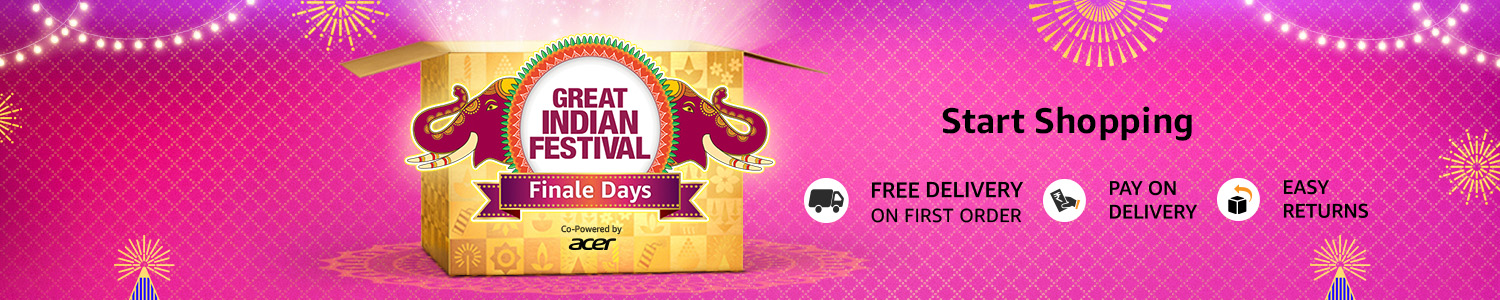 GREAT
INDIAN
FESTIVAL
Finale Days
Co-Powered by
acer
Start Shopping
FREE DELIVERY
ON FIRST ORDER
PAY ON
DELIVERY
EASY
RETURNS